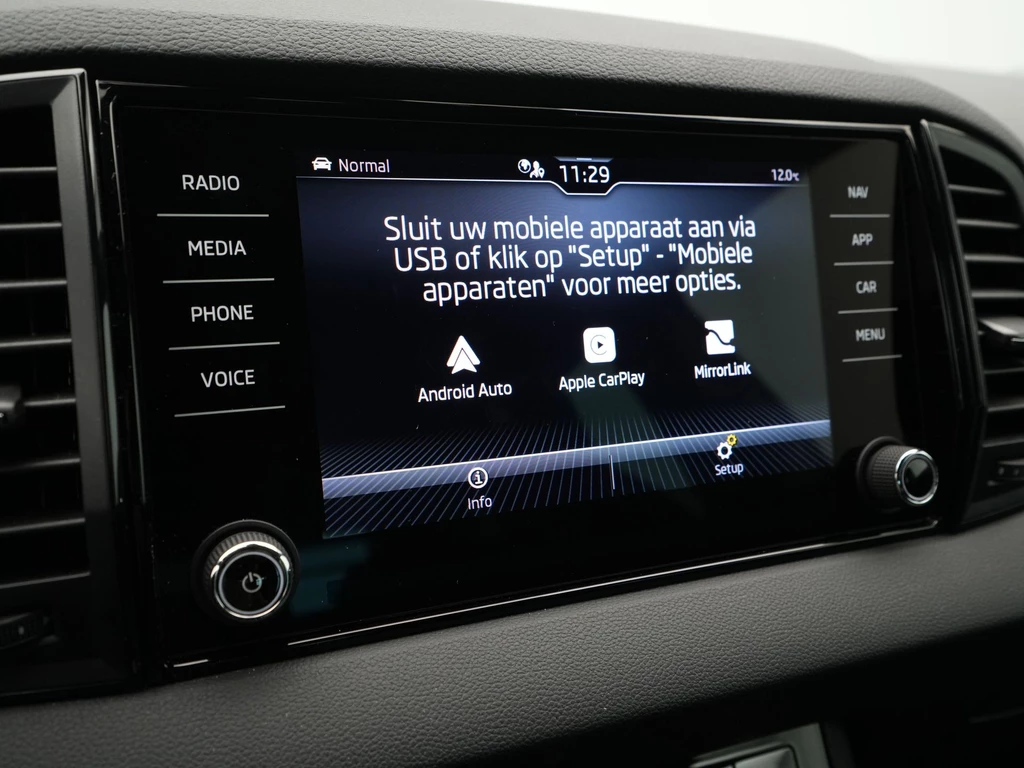 RADIO
MEDIA
PHONE
VOICE
Normal
11:29
12.0°C
Sluit uw mobiele apparaat aan via
USB of klik op "Setup" - "Mobiele
apparaten" voor meer opties.
Android Auto
Apple CarPlay
MirrorLink
Info
Setup
NAV
APP
CAR
MENU